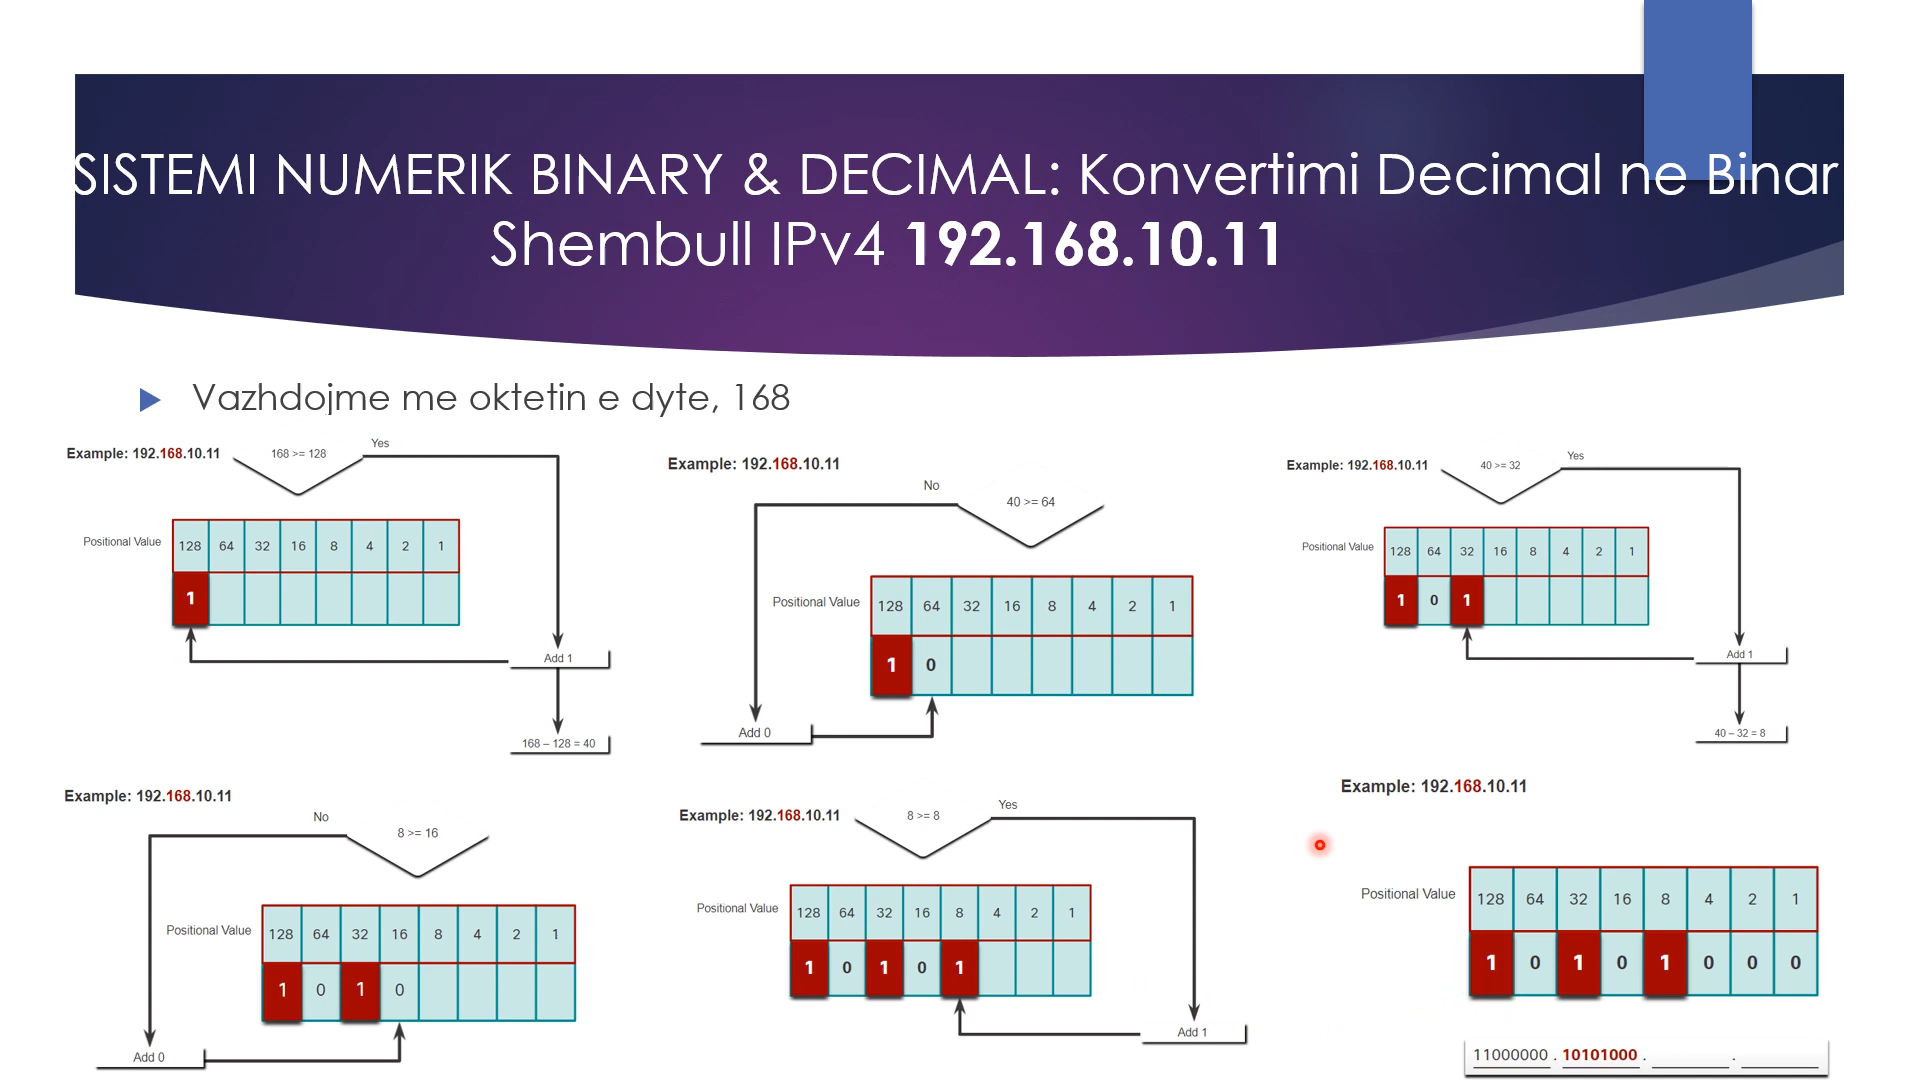 SISTEMI NUMERIK BINARY & DECIMAL: Konvertimi Decimal ne Binar
Shembull IPv4 192.168.10.11
Vazhdojme me oktetin e dyte, 168
Example: 192.168.10.11
168 >= 128
Yes
Positional Value
128 64 32 16 8 4 2 1
1
Add 1
168 – 128 = 40
Example: 192.168.10.11
No
40 >= 64
Positional Value
128 64 32 16 8 4 2 1
1 0
Add 0
Example: 192.168.10.11
40 >= 32
Yes
Positional Value
128 64 32 16 8 4 2 1
1 0 1
Add 1
40 – 32 = 8
Example: 192.168.10.11
No
8 >= 16
Positional Value
128 64 32 16 8 4 2 1
1 0 1 0
Add 0
Example: 192.168.10.11
8 >= 8
Yes
Positional Value
128 64 32 16 8 4 2 1
1 0 1 0 1
Add 1
Example: 192.168.10.11
Positional Value
128 64 32 16 8 4 2 1
1 0 1 0 1 0 0 0
11000000 . 10101000 . ________ . ________